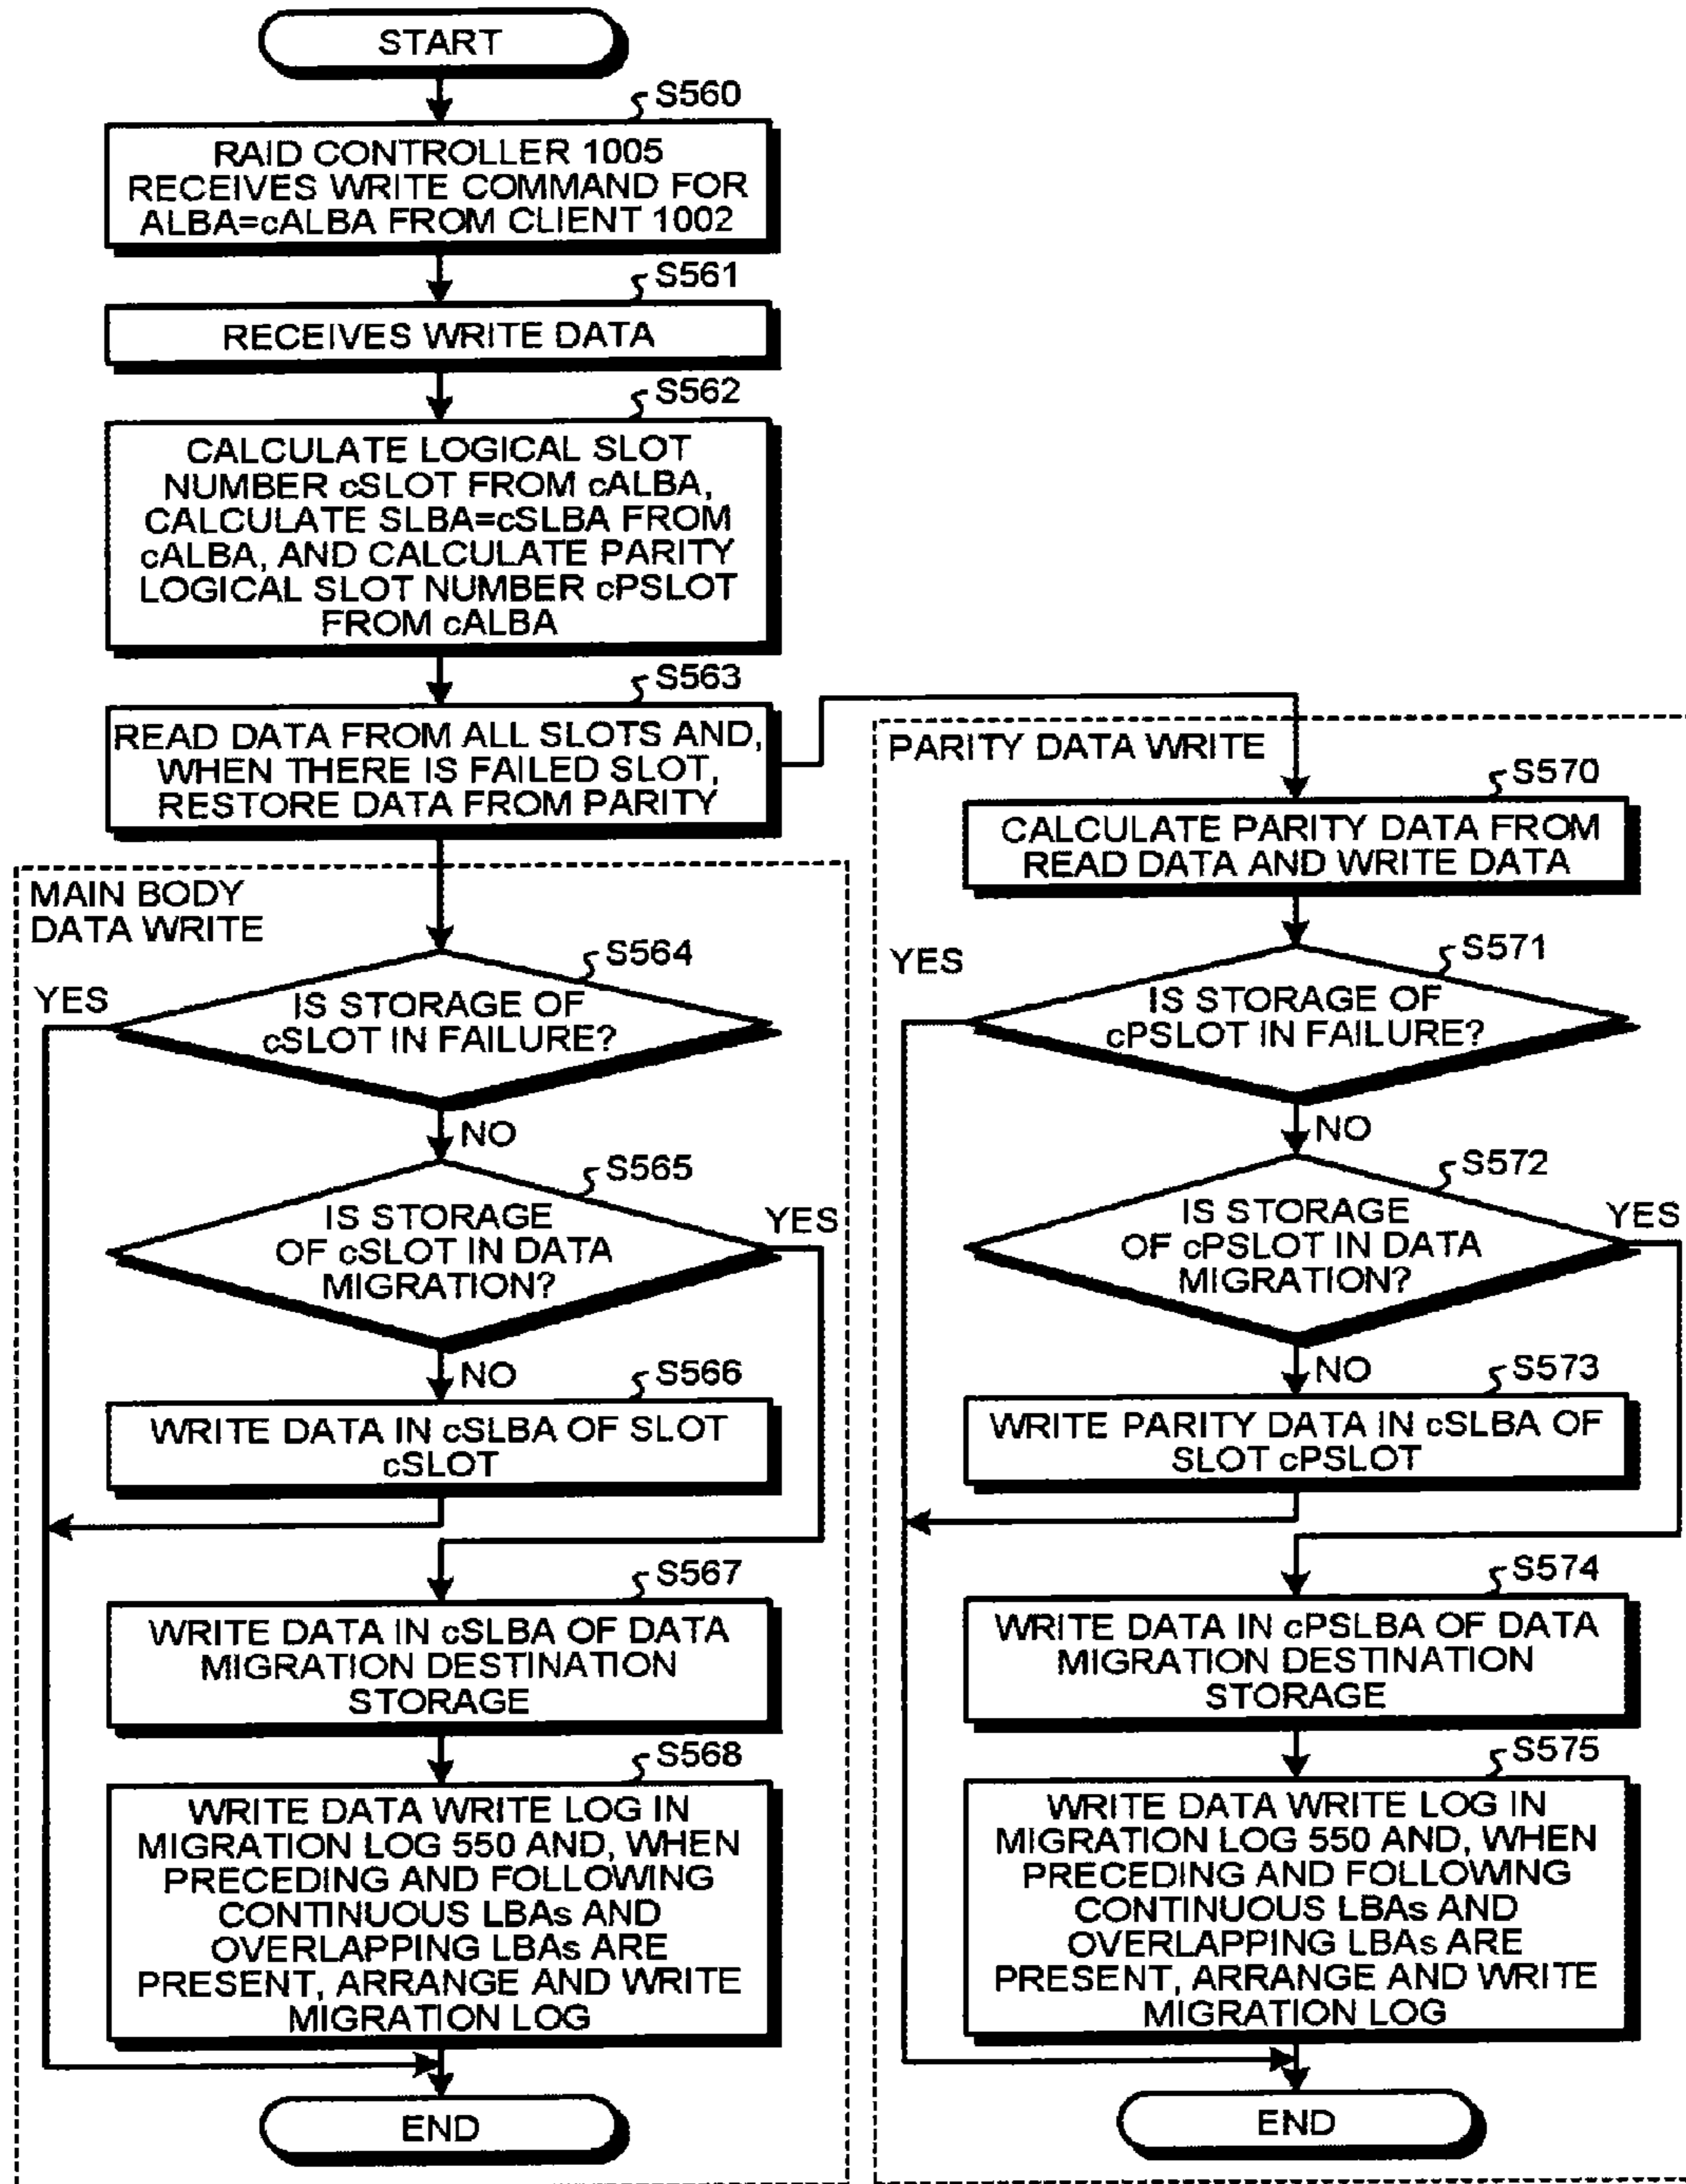 START
S560
RAID CONTROLLER 1005
RECEIVES WRITE COMMAND FOR
ALBA=cALBA FROM CLIENT 1002
S561
RECEIVES WRITE DATA
S562
CALCULATE LOGICAL SLOT
NUMBER cSLOT FROM cALBA,
CALCULATE SLBA=cSLBA FROM
cALBA, AND CALCULATE PARITY
LOGICAL SLOT NUMBER cPSLOT
FROM cALBA
S563
READ DATA FROM ALL SLOTS AND,
WHEN THERE IS FAILED SLOT,
RESTORE DATA FROM PARITY
MAIN BODY
DATA WRITE
S564
YES
IS STORAGE OF
cSLOT IN FAILURE?
NO
S565
IS STORAGE
OF cSLOT IN DATA
MIGRATION?
YES
NO
S566
WRITE DATA IN cSLBA OF SLOT
cSLOT
S567
WRITE DATA IN cSLBA OF DATA
MIGRATION DESTINATION
STORAGE
S568
WRITE DATA WRITE LOG IN
MIGRATION LOG 550 AND, WHEN
PRECEDING AND FOLLOWING
CONTINUOUS LBAs AND
OVERLAPPING LBAs ARE
PRESENT, ARRANGE AND WRITE
MIGRATION LOG
END
PARITY DATA WRITE
S570
CALCULATE PARITY DATA FROM
READ DATA AND WRITE DATA
S571
YES
IS STORAGE OF
cPSLOT IN FAILURE?
NO
S572
IS STORAGE
OF cPSLOT IN DATA
MIGRATION?
YES
NO
S573
WRITE PARITY DATA IN cSLBA OF
SLOT cPSLOT
S574
WRITE DATA IN cPSLBA OF DATA
MIGRATION DESTINATION
STORAGE
S575
WRITE DATA WRITE LOG IN
MIGRATION LOG 550 AND, WHEN
PRECEDING AND FOLLOWING
CONTINUOUS LBAs AND
OVERLAPPING LBAs ARE
PRESENT, ARRANGE AND WRITE
MIGRATION LOG
END